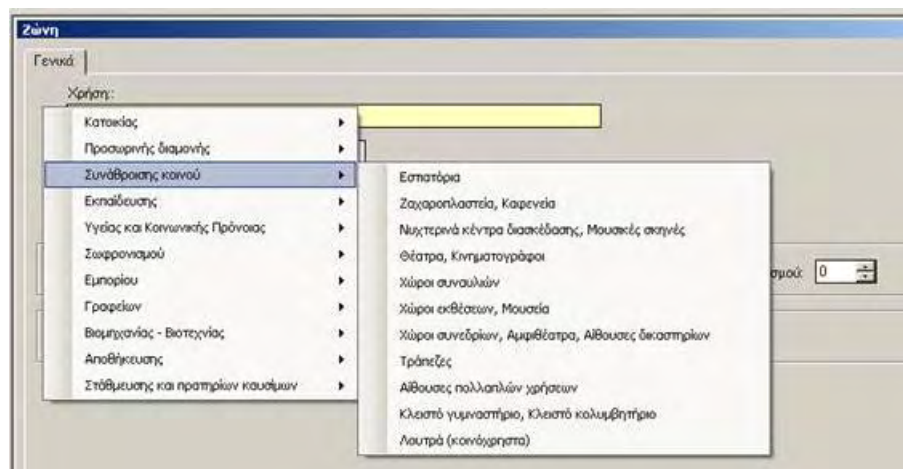 Ζώνη
Γενικά
Χρήση:
Κατοικίας
Προσωρινής διαμονής
Συνάθροισης κοινού
Εκπαίδευσης
Υγείας και Κοινωνικής Πρόνοιας
Σωφρονισμού
Εμπορίου
Γραφείων
Βιομηχανίας - Βιοτεχνίας
Αποθήκευσης
Στάθμευσης και πρατηρίων καυσίμων
Εστιατόρια
Ζαχαροπλαστεία, Καφενεία
Νυχτερινά κέντρα διασκέδασης, Μουσικές σκηνές
Θέατρα, Κινηματογράφοι
Χώροι συναυλιών
Χώροι εκθέσεων, Μουσεία
Χώροι συνεδρίων, Αμφιθέατρα, Αίθουσες δικαστηρίων
Τράπεζες
Αίθουσες πολλαπλών χρήσεων
Κλειστό γυμναστήριο, Κλειστό κολυμβητήριο
Λουτρά (κοινόχρηστα)
σμού: 0